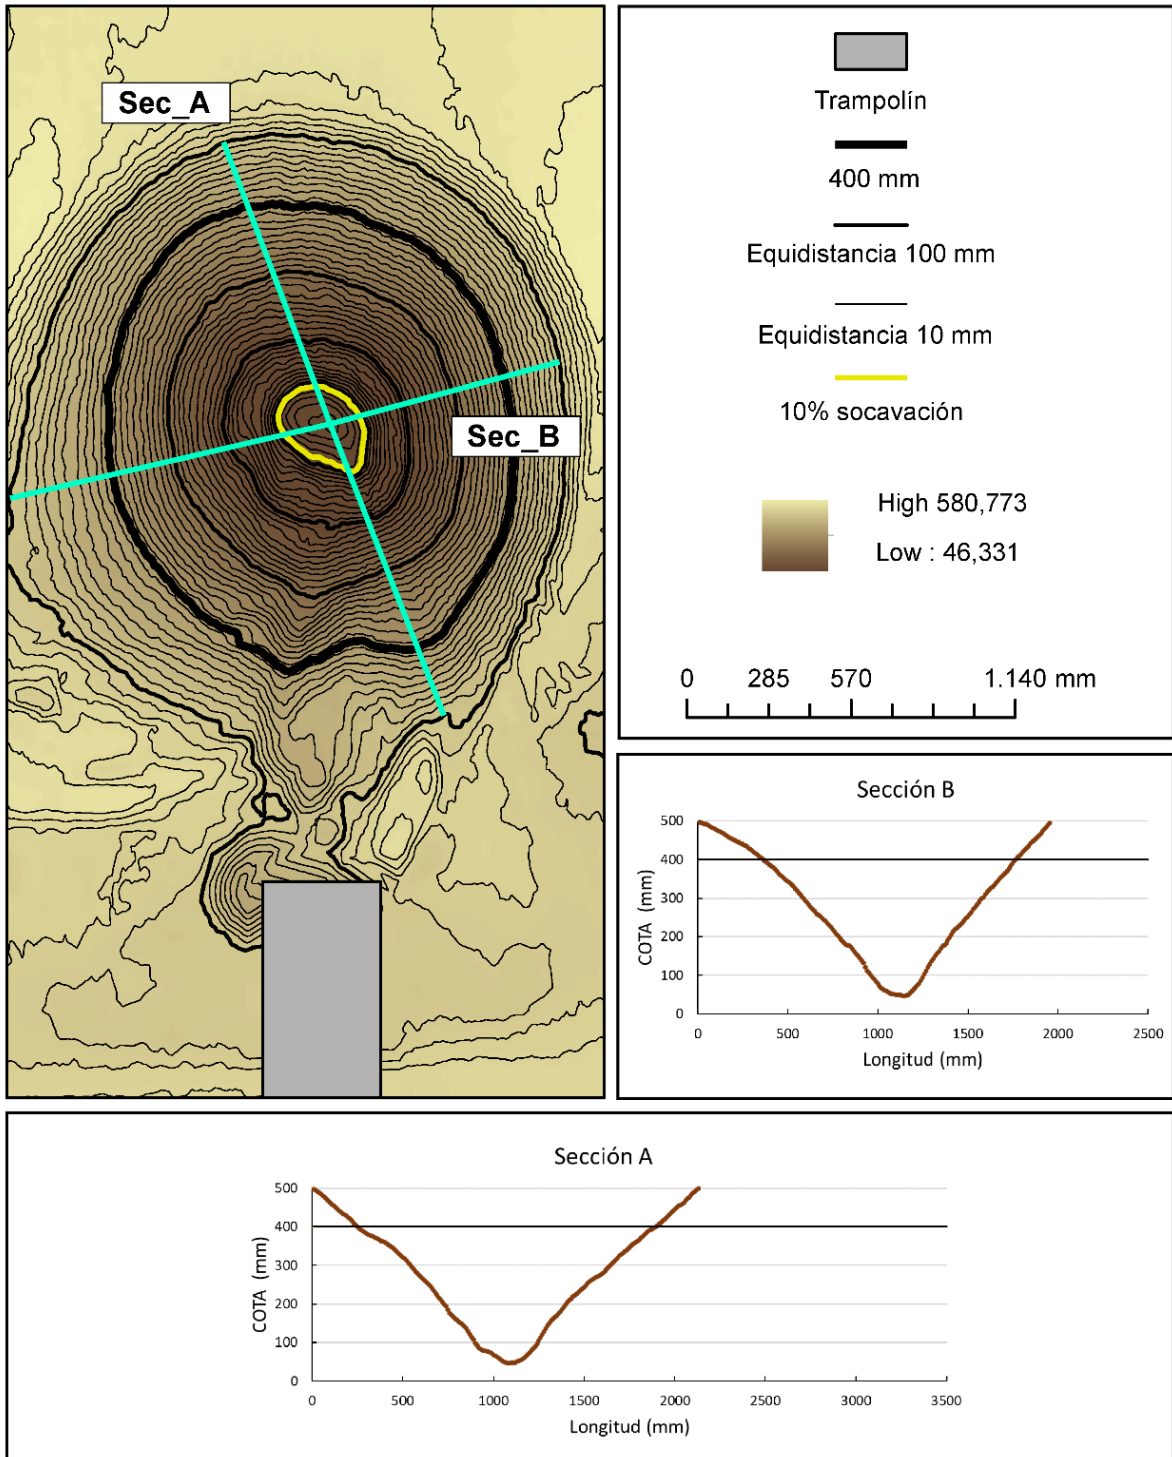 Sec_A
Sec_B
Trampolín
400 mm
Equidistancia 100 mm
Equidistancia 10 mm
10% socavación
High 580,773
Low : 46,331
0 285 570 1.140 mm
Sección B
500
400
300
200
100
0
COTA (mm)
0 500 1000 1500 2000 2500
Longitud (mm)
Sección A
500
400
300
200
100
0
COTA (mm)
0 500 1000 1500 2000 2500 3000 3500
Longitud (mm)